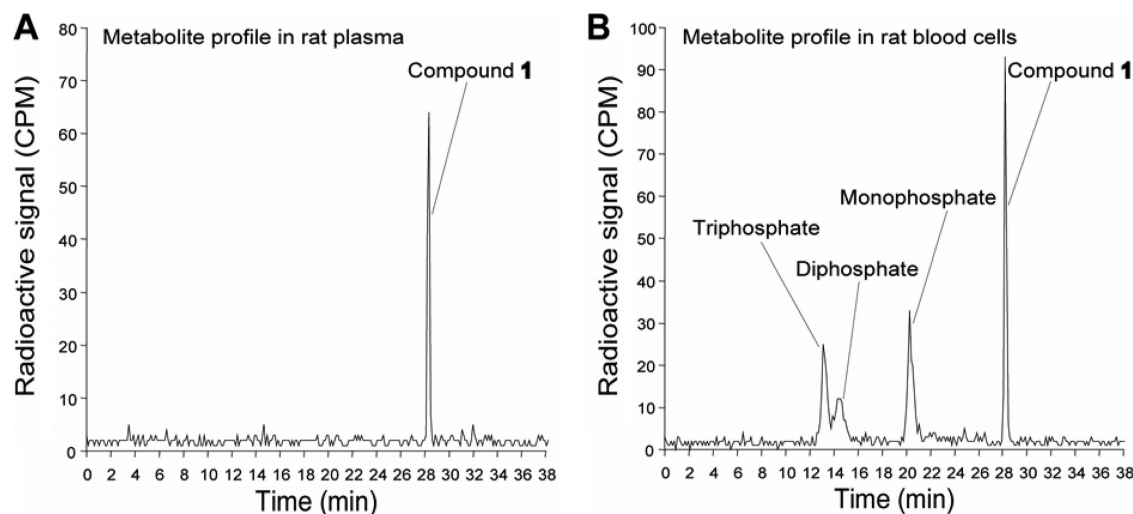 A
Metabolite profile in rat plasma
Compound 1
Radioactive signal (CPM)
80
70
60
50
40
30
20
10
0
0 2 4 6 8 10 12 14 16 18 20 22 24 26 28 30 32 34 36 38
Time (min)
B
Metabolite profile in rat blood cells
Compound 1
Monophosphate
Triphosphate
Diphosphate
Radioactive signal (CPM)
100
90
80
70
60
50
40
30
20
10
0
0 2 4 6 8 10 12 14 16 18 20 22 24 26 28 30 32 34 36 38
Time (min)